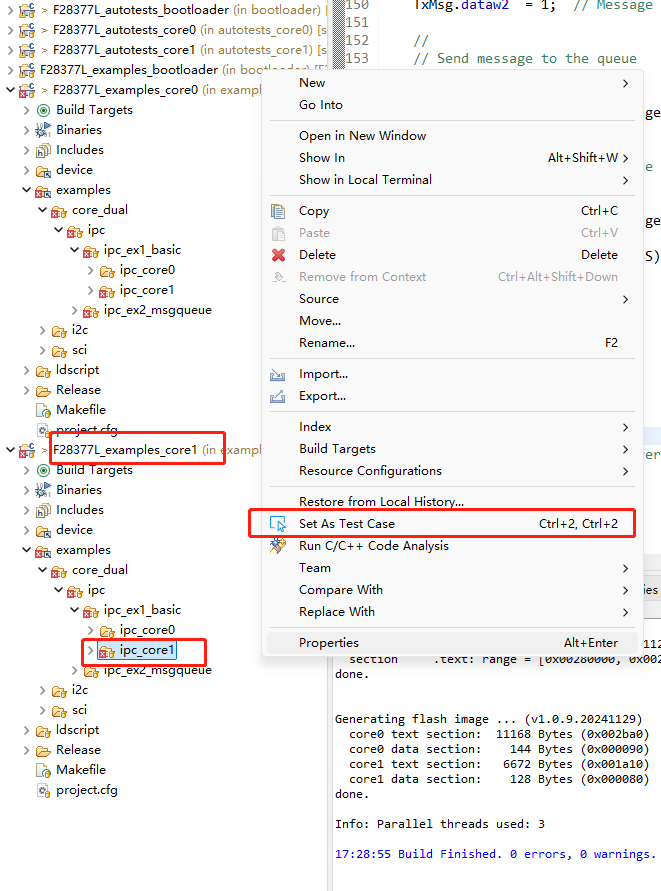 > F28377L_autotests_bootloader (in bootloader) [
> F28377L_autotests_core0 (in autotests_core0) [s
> F28377L_autotests_core1 (in autotests_core1) [s
F28377L_examples_bootloader (in bootloader) [F
> F28377L_examples_core0 (in examp
Build Targets
Binaries
Includes
device
examples
core_dual
ipc
ipc_ex1_basic
ipc_core0
ipc_core1
ipc_ex2_msgqueue
i2c
sci
ldscript
Release
Makefile
project.cfg
> F28377L_examples_core1 (in examp
Build Targets
Binaries
Includes
device
examples
core_dual
ipc
ipc_ex1_basic
ipc_core0
ipc_core1
ipc_ex2_msgqueue
i2c
sci
ldscript
Release
Makefile
project.cfg
150 TxMsg.dataw2 = 1; // Message
151
152 //
153 // Send message to the queue
ge
e
ge
S)
ver
New
Go Into
Open in New Window
Show In Alt+Shift+W
Show in Local Terminal
Copy Ctrl+C
Paste Ctrl+V
Delete Delete
Remove from Context Ctrl+Alt+Shift+Down
Source
Move...
Rename... F2
Import...
Export...
Index
Build Targets
Resource Configurations
Restore from Local History...
Set As Test Case Ctrl+2, Ctrl+2
Run C/C++ Code Analysis
Team
Compare With
Replace With
Properties Alt+Enter
ies
112
section .text: range = [0x00280000, 0x002
done.
Generating flash image ... (v1.0.9.20241129)
core0 text section: 11168 Bytes (0x002ba0)
core0 data section: 144 Bytes (0x000090)
core1 text section: 6672 Bytes (0x001a10)
core1 data section: 128 Bytes (0x000080)
done.
Info: Parallel threads used: 3
17:28:55 Build Finished. 0 errors, 0 warnings.